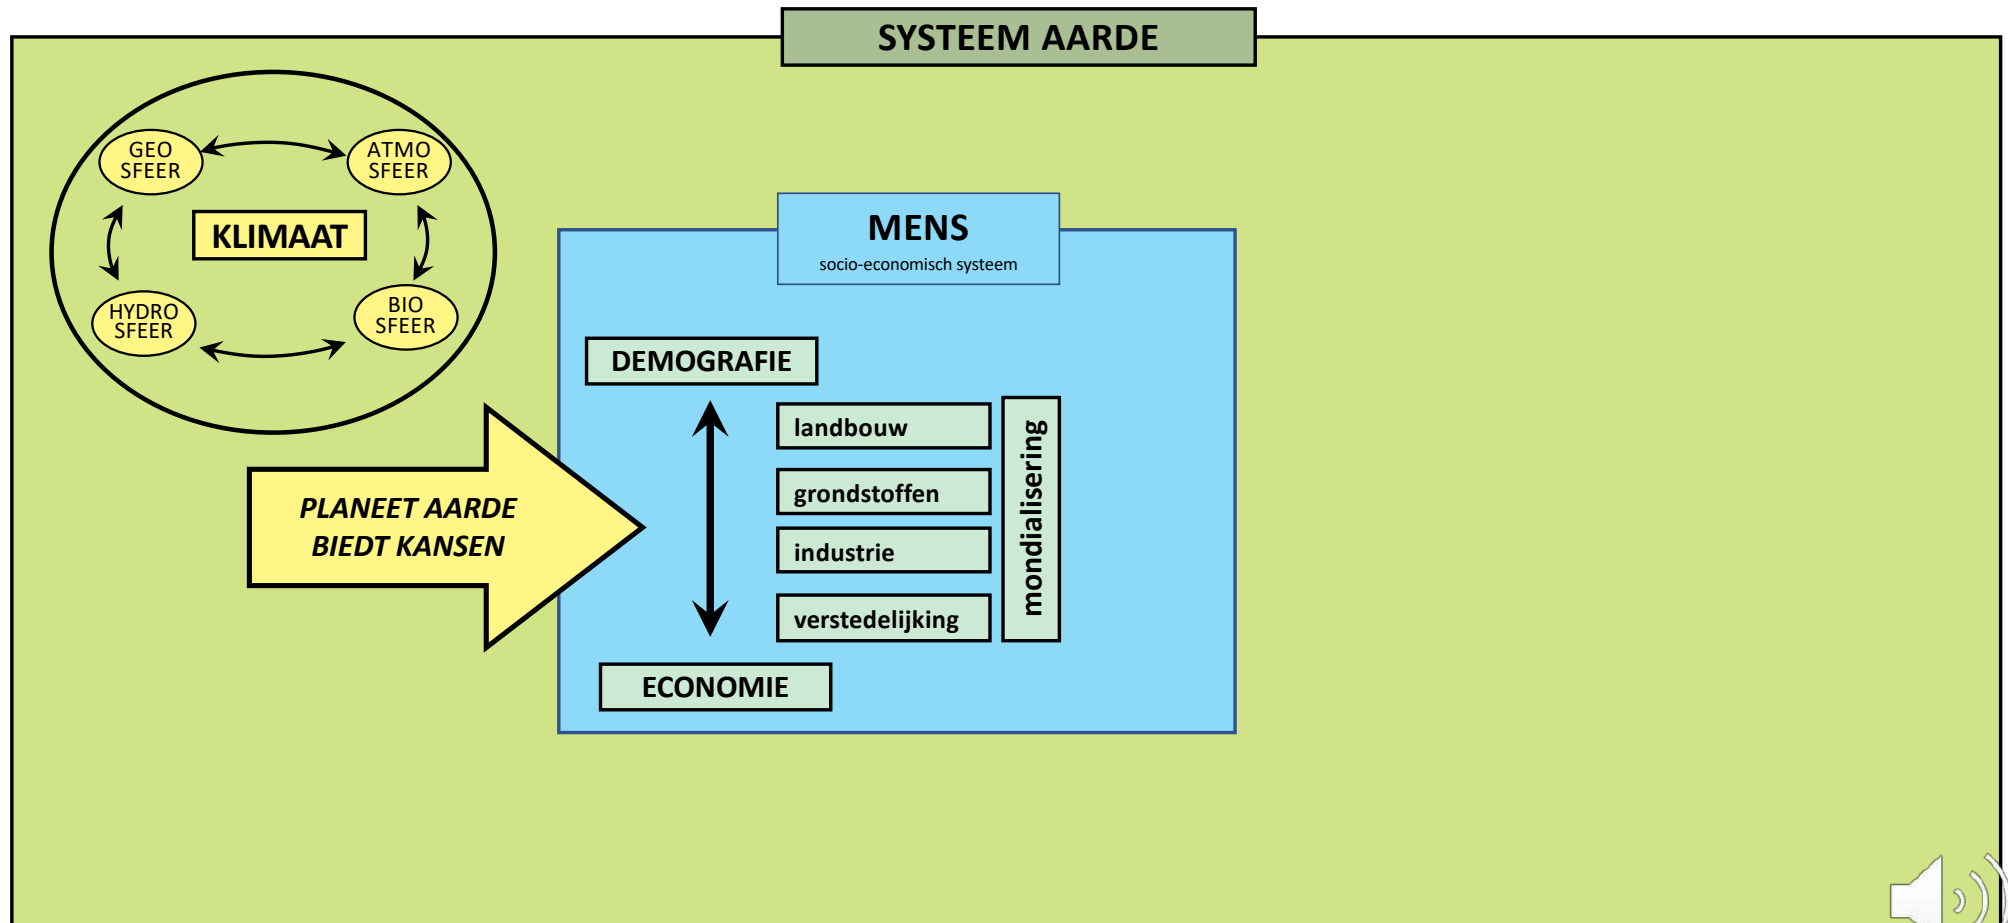 SYSTEEM AARDE
GEO
SFEER
ATMO
SFEER
KLIMAAT
HYDRO
SFEER
BIO
SFEER
MENS
socio-economisch systeem
DEMOGRAFIE
landbouw
grondstoffen
industrie
verstedelijking
mondialisering
ECONOMIE
PLANEET AARDE
BIEDT KANSEN